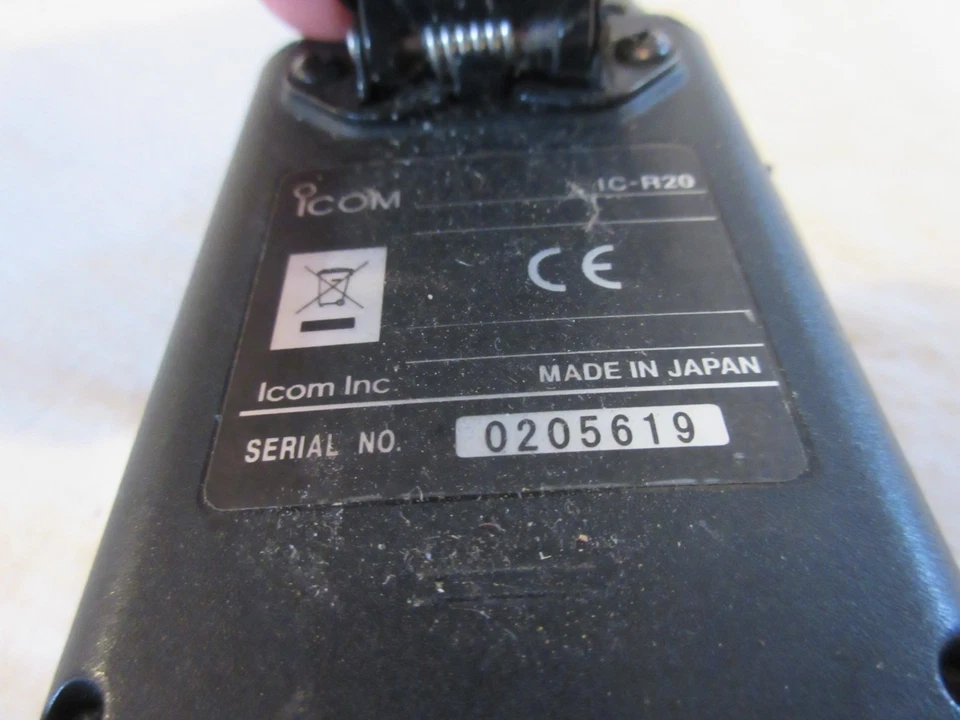 iCOM IC-R20
CE
Icom Inc MADE IN JAPAN
SERIAL NO. 0205619